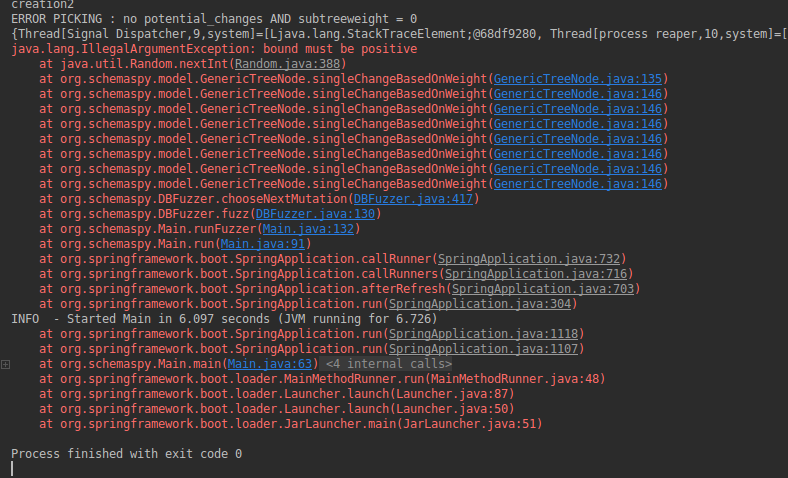 creation2
ERROR PICKING : no potential_changes AND subtreeweight = 0
{Thread[Signal Dispatcher,9,system]=[Ljava.lang.StackTraceElement;@68df9280, Thread[process reaper,10,system]=[
java.lang.IllegalArgumentException: bound must be positive
at java.util.Random.nextInt(Random.java:388)
at org.schemaspy.model.GenericTreeNode.singleChangeBasedOnWeight(GenericTreeNode.java:135)
at org.schemaspy.model.GenericTreeNode.singleChangeBasedOnWeight(GenericTreeNode.java:146)
at org.schemaspy.model.GenericTreeNode.singleChangeBasedOnWeight(GenericTreeNode.java:146)
at org.schemaspy.model.GenericTreeNode.singleChangeBasedOnWeight(GenericTreeNode.java:146)
at org.schemaspy.model.GenericTreeNode.singleChangeBasedOnWeight(GenericTreeNode.java:146)
at org.schemaspy.model.GenericTreeNode.singleChangeBasedOnWeight(GenericTreeNode.java:146)
at org.schemaspy.model.GenericTreeNode.singleChangeBasedOnWeight(GenericTreeNode.java:146)
at org.schemaspy.model.GenericTreeNode.singleChangeBasedOnWeight(GenericTreeNode.java:146)
at org.schemaspy.DBFuzzer.chooseNextMutation(DBFuzzer.java:417)
at org.schemaspy.DBFuzzer.fuzz(DBFuzzer.java:130)
at org.schemaspy.Main.runFuzzer(Main.java:132)
at org.schemaspy.Main.run(Main.java:91)
at org.springframework.boot.SpringApplication.callRunner(SpringApplication.java:732)
at org.springframework.boot.SpringApplication.callRunners(SpringApplication.java:716)
at org.springframework.boot.SpringApplication.afterRefresh(SpringApplication.java:703)
at org.springframework.boot.SpringApplication.run(SpringApplication.java:304)
INFO  - Started Main in 6.097 seconds (JVM running for 6.726)
at org.springframework.boot.SpringApplication.run(SpringApplication.java:1118)
at org.springframework.boot.SpringApplication.run(SpringApplication.java:1107)
at org.schemaspy.Main.main(Main.java:63) <4 internal calls>
at org.springframework.boot.loader.MainMethodRunner.run(MainMethodRunner.java:48)
at org.springframework.boot.loader.Launcher.launch(Launcher.java:87)
at org.springframework.boot.loader.Launcher.launch(Launcher.java:50)
at org.springframework.boot.loader.JarLauncher.main(JarLauncher.java:51)
Process finished with exit code 0